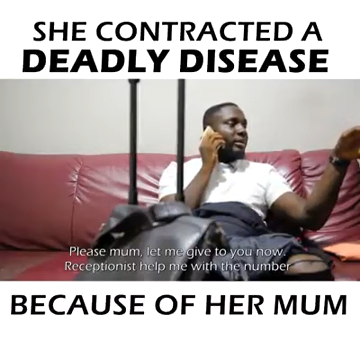 SHE CONTRACTED A
DEADLY DISEASE
Please mum, let me give to you now.
Receptionist help me with the number
BECAUSE OF HER MUM